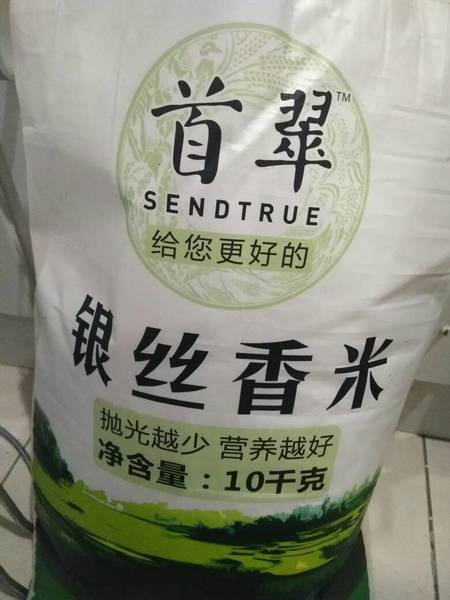 首翠™
SENDTRUE
给您更好的
银丝香米
抛光越少 营养越好
净含量：10千克